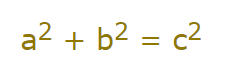 a² + b² = c²